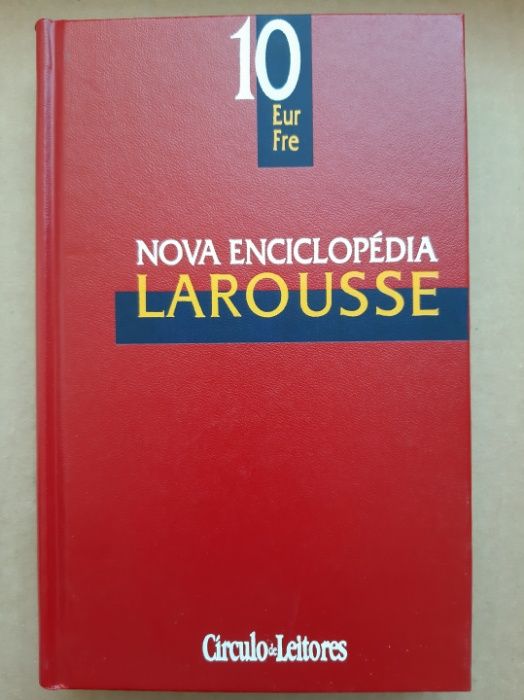 10
Eur
Fre
NOVA ENCICLOPÉDIA
LAROUSSE
Círculo de Leitores